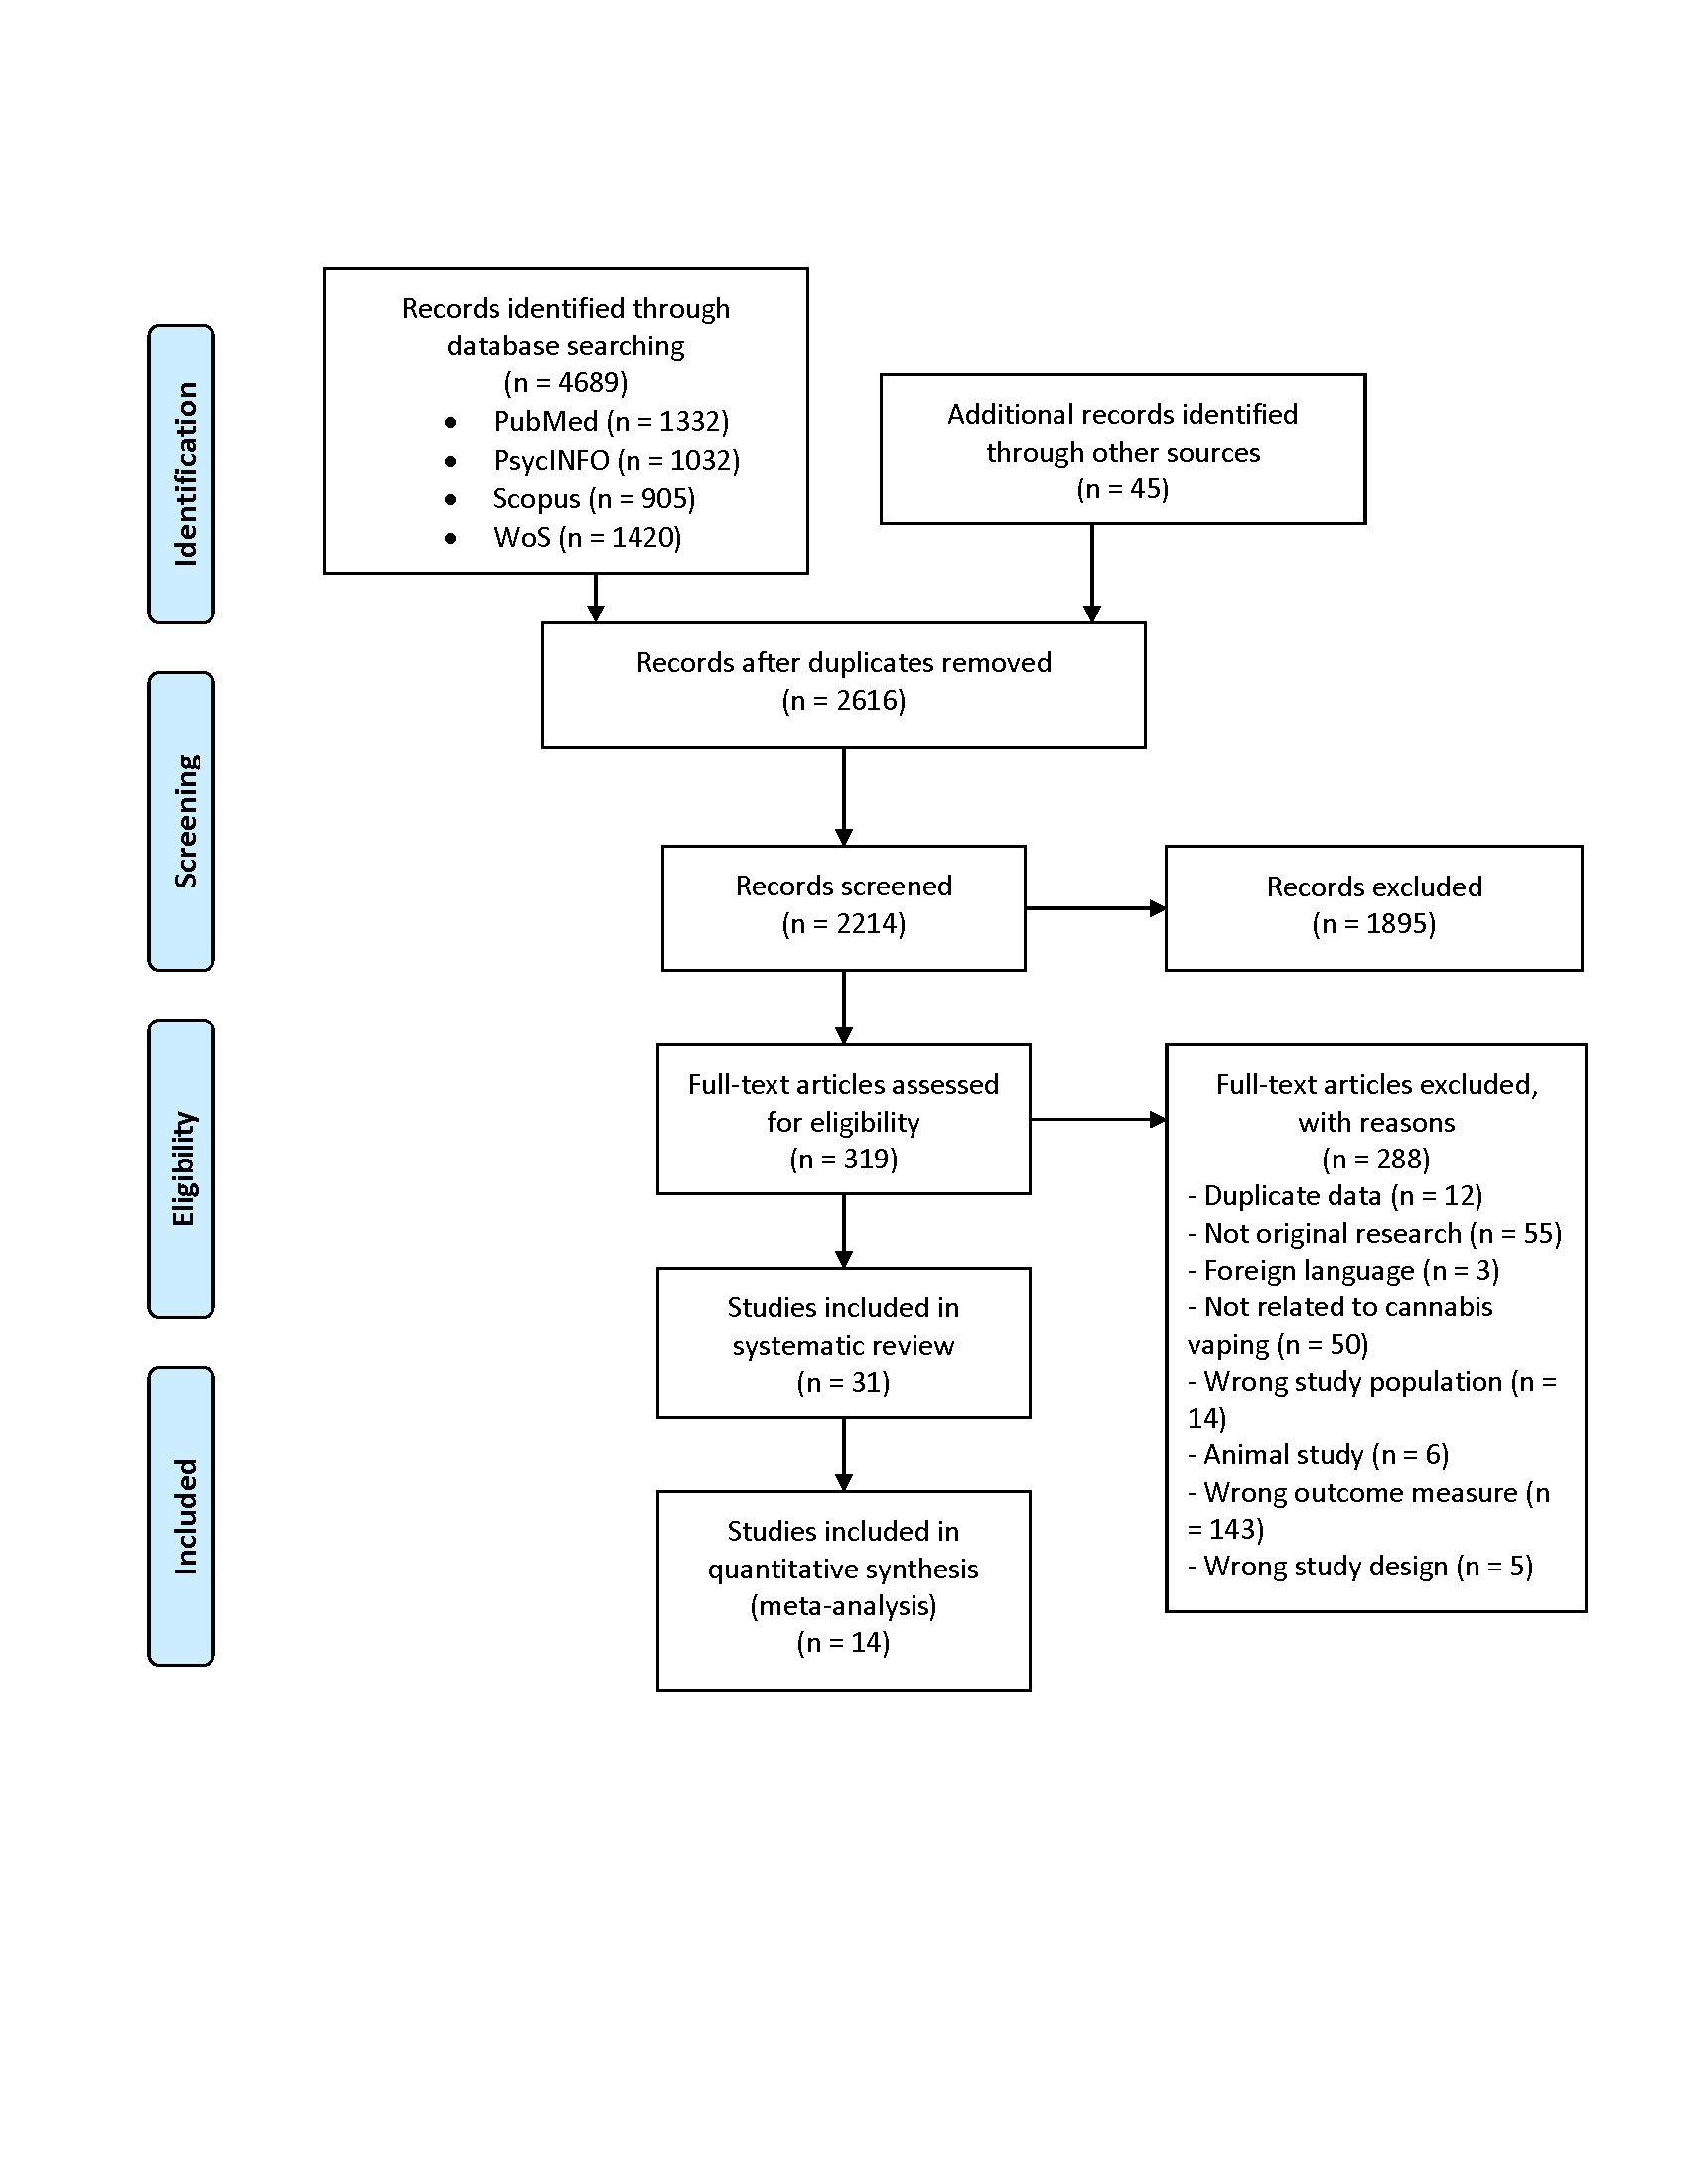 Identification
Records identified through
database searching
(n = 4689)
• PubMed (n = 1332)
• PsycINFO (n = 1032)
• Scopus (n = 905)
• WoS (n = 1420)
Additional records identified
through other sources
(n = 45)
Records after duplicates removed
(n = 2616)
Screening
Records screened
(n = 2214)
Records excluded
(n = 1895)
Eligibility
Full-text articles assessed
for eligibility
(n = 319)
Full-text articles excluded,
with reasons
(n = 288)
- Duplicate data (n = 12)
- Not original research (n = 55)
- Foreign language (n = 3)
- Not related to cannabis
vaping (n = 50)
- Wrong study population (n =
14)
- Animal study (n = 6)
- Wrong outcome measure (n
= 143)
- Wrong study design (n = 5)
Studies included in
systematic review
(n = 31)
Included
Studies included in
quantitative synthesis
(meta-analysis)
(n = 14)